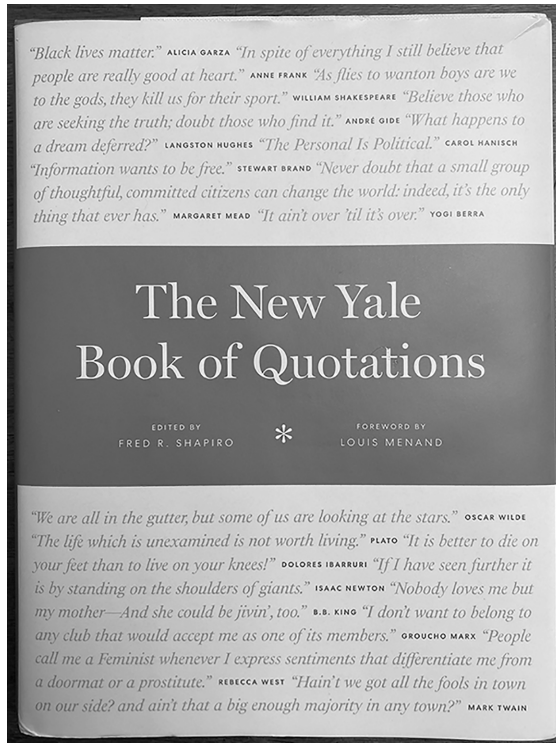 “Black lives matter.” ALICIA GARZA “In spite of everything I still believe that
people are really good at heart.” ANNE FRANK “As flies to wanton boys are we
to the gods, they kill us for their sport.” WILLIAM SHAKESPEARE “Believe those who
are seeking the truth; doubt those who find it.” ANDRÉ GIDE “What happens to
a dream deferred?” LANGSTON HUGHES “The Personal Is Political.” CAROL HANISCH
“Information wants to be free.” STEWART BRAND “Never doubt that a small group
of thoughtful, committed citizens can change the world: indeed, it’s the only
thing that ever has.” MARGARET MEAD “It ain’t over ’til it’s over.” YOGI BERRA
The New Yale
Book of Quotations
EDITED BY
FRED R. SHAPIRO
*
FOREWORD BY
LOUIS MENAND
“We are all in the gutter, but some of us are looking at the stars.” OSCAR WILDE
“The life which is unexamined is not worth living.” PLATO “It is better to die on
your feet than to live on your knees!” DOLORES IBARRURI “If I have seen further it
is by standing on the shoulders of giants.” ISAAC NEWTON “Nobody loves me but
my mother—And she could be jivin’, too.” B.B. KING “I don’t want to belong to
any club that would accept me as one of its members.” GROUCHO MARX “People
call me a Feminist whenever I express sentiments that differentiate me from
a doormat or a prostitute.” REBECCA WEST “Hain’t we got all the fools in town
on our side? and ain’t that a big enough majority in any town?” MARK TWAIN